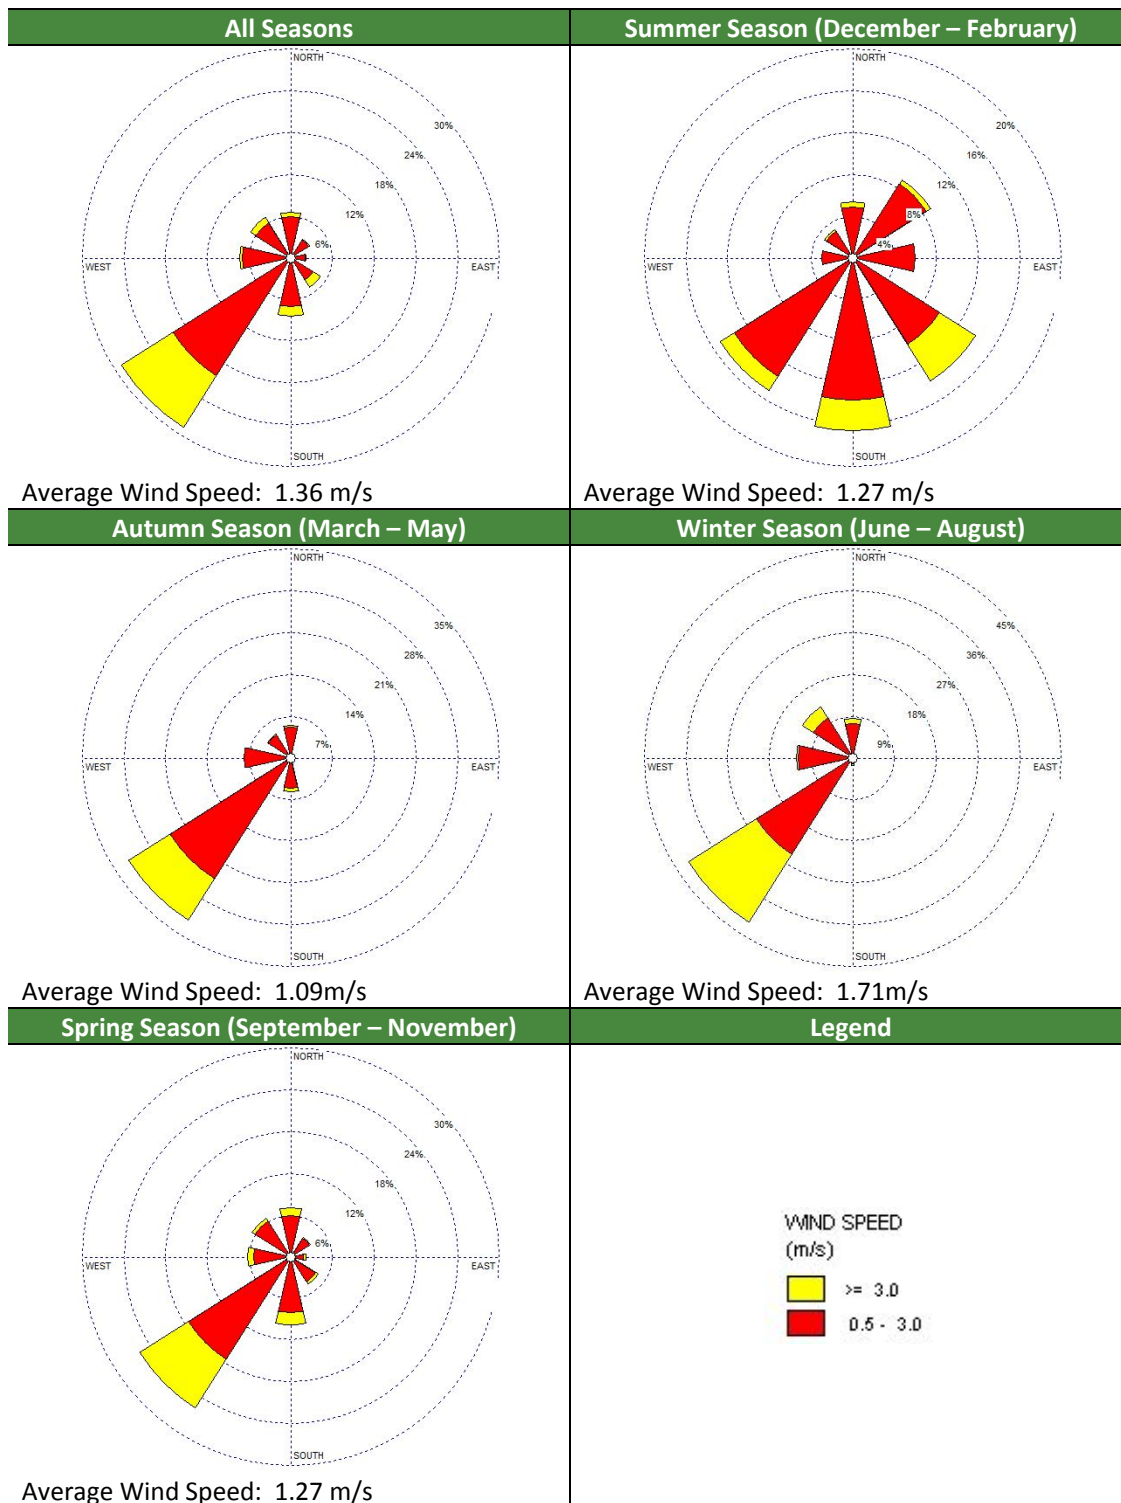 All Seasons
Summer Season (December – February)
NORTH
30%
24%
18%
12%
6%
WEST
EAST
SOUTH
Average Wind Speed:  1.36 m/s
NORTH
20%
16%
12%
8%
4%
WEST
EAST
SOUTH
Average Wind Speed:  1.27 m/s
Autumn Season (March – May)
Winter Season (June – August)
NORTH
35%
28%
21%
14%
7%
WEST
EAST
SOUTH
Average Wind Speed:  1.09m/s
NORTH
45%
36%
27%
18%
9%
WEST
EAST
SOUTH
Average Wind Speed:  1.71m/s
Spring Season (September – November)
Legend
NORTH
30%
24%
18%
12%
6%
WEST
EAST
SOUTH
Average Wind Speed:  1.27 m/s
WIND SPEED
(m/s)
>= 3.0
0.5 - 3.0